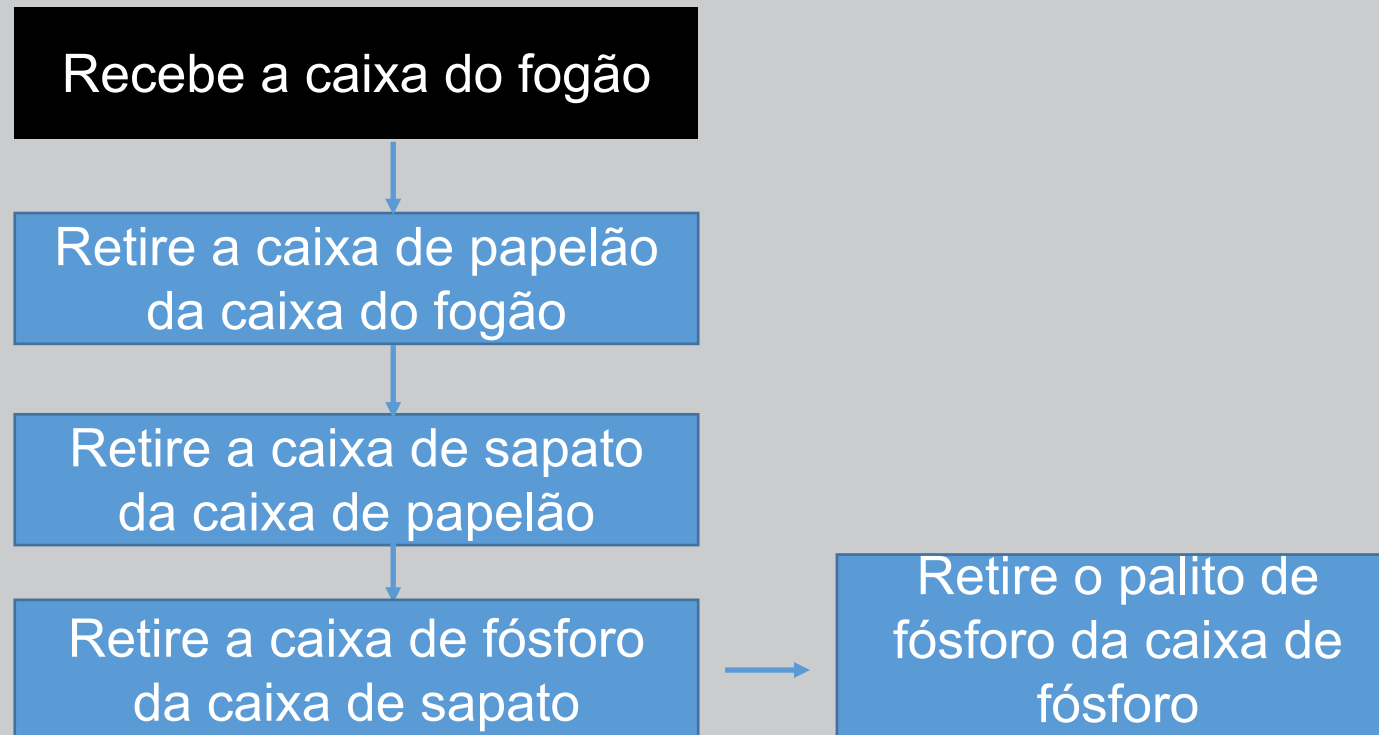 Recebe a caixa do fogão
Retire a caixa de papelão
da caixa do fogão
Retire a caixa de sapato
da caixa de papelão
Retire a caixa de fósforo
da caixa de sapato
Retire o palito de
fósforo da caixa de
fósforo